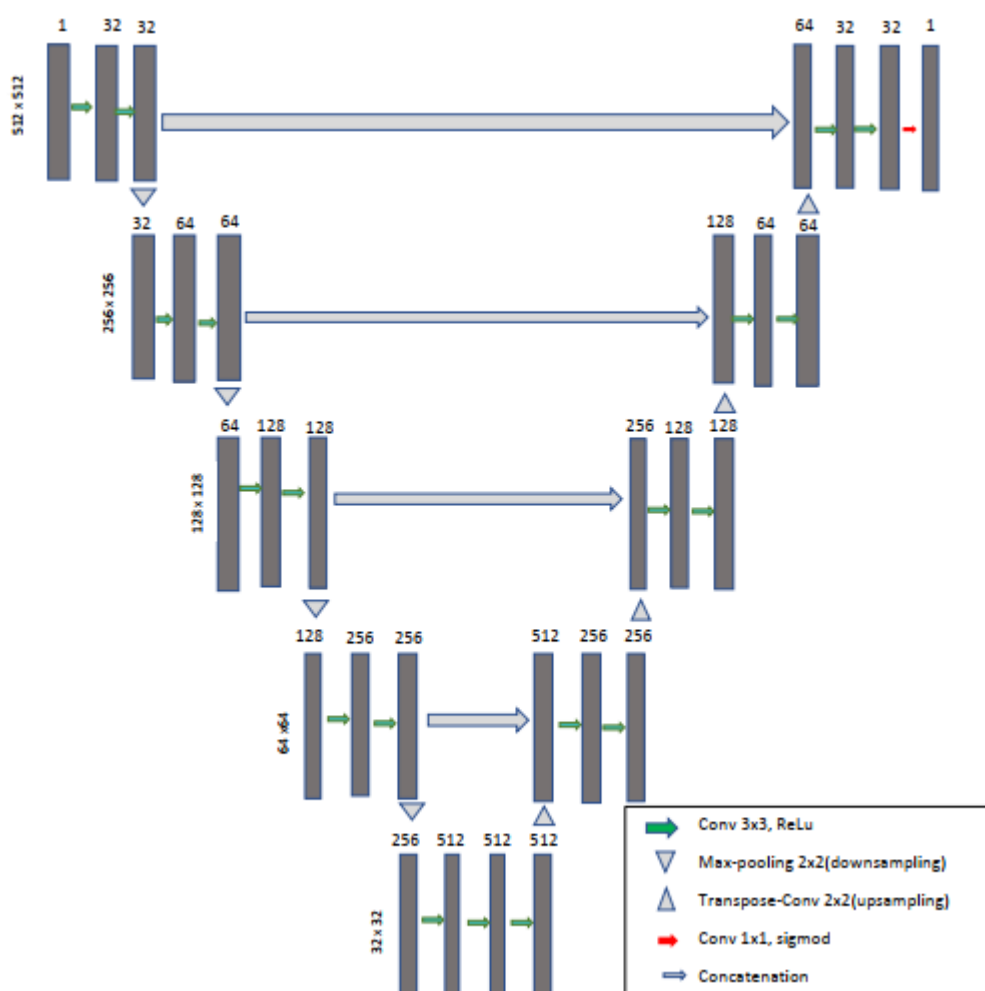 1 32 32 64 32 32 1
512 x 512
32 64 64 128 64 64
256 x 256
64 128 128 256 128 128
128 x 128
128 256 256 512 256 256
64 x64
256 512 512 512
32 x 32
Conv 3x3, ReLu
Max-pooling 2x2(downsampling)
Transpose-Conv 2x2(upsampling)
Conv 1x1, sigmod
Concatenation